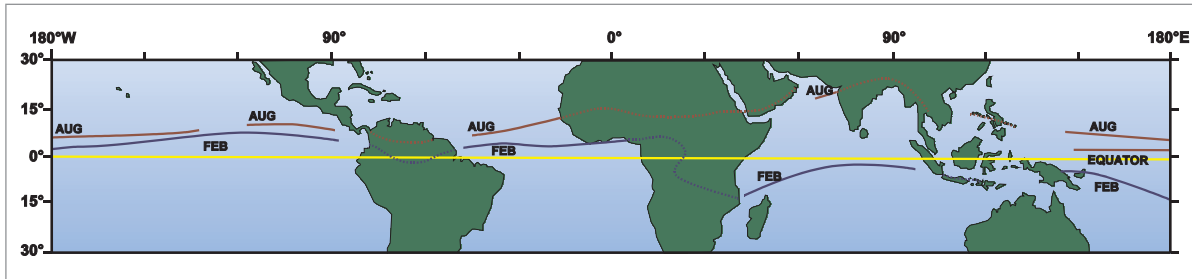 180°W 90° 0° 90° 180°E
30°
AUG
15° AUG AUG AUG AUG
FEB FEB
0° EQUATOR
FEB FEB
15°
30°